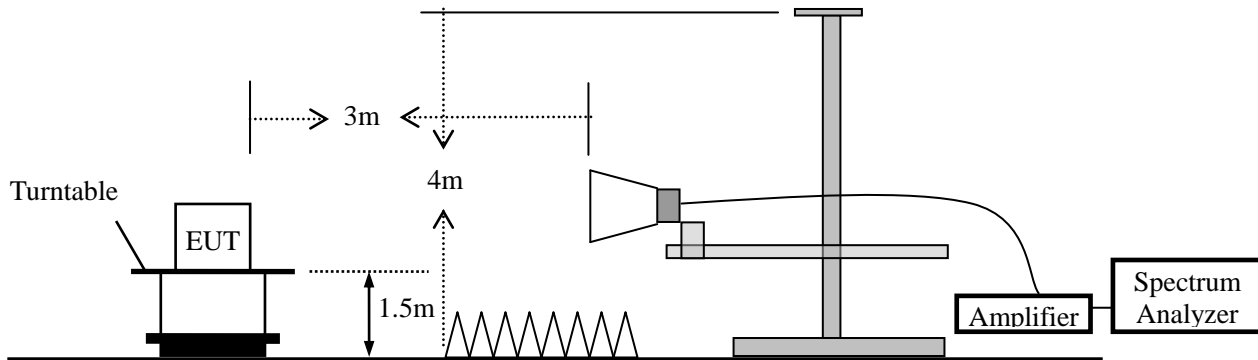 3m
4m
Turntable
EUT
1.5m
Amplifier
Spectrum
Analyzer